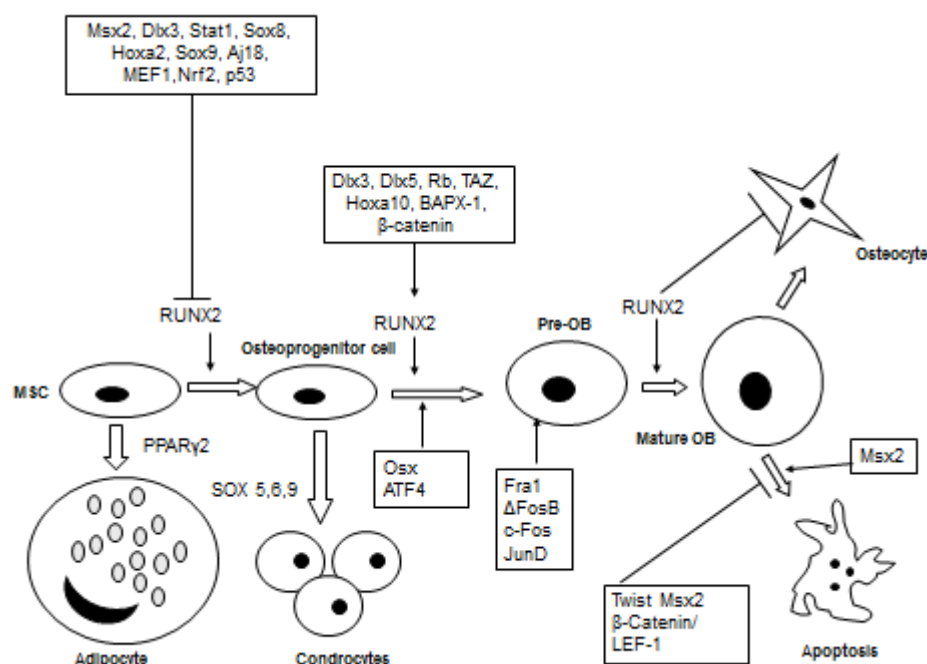 Msx2, Dlx3, Stat1, Sox8,
Hoxa2, Sox9, Aj18,
MEF1,Nrf2, p53
Dlx3, Dlx5, Rb, TAZ,
Hoxa10, BAPX-1,
β-catenin
Osteocyte
RUNX2
RUNX2
Pre-OB
RUNX2
Osteoprogenitor cell
MSC
Mature OB
PPARγ2
Msx2
SOX 5,6,9
Osx
ATF4
Fra1
ΔFosB
c-Fos
JunD
Twist Msx2
β-Catenin/
LEF-1
Adipocyte
Condrocytes
Apoptosis